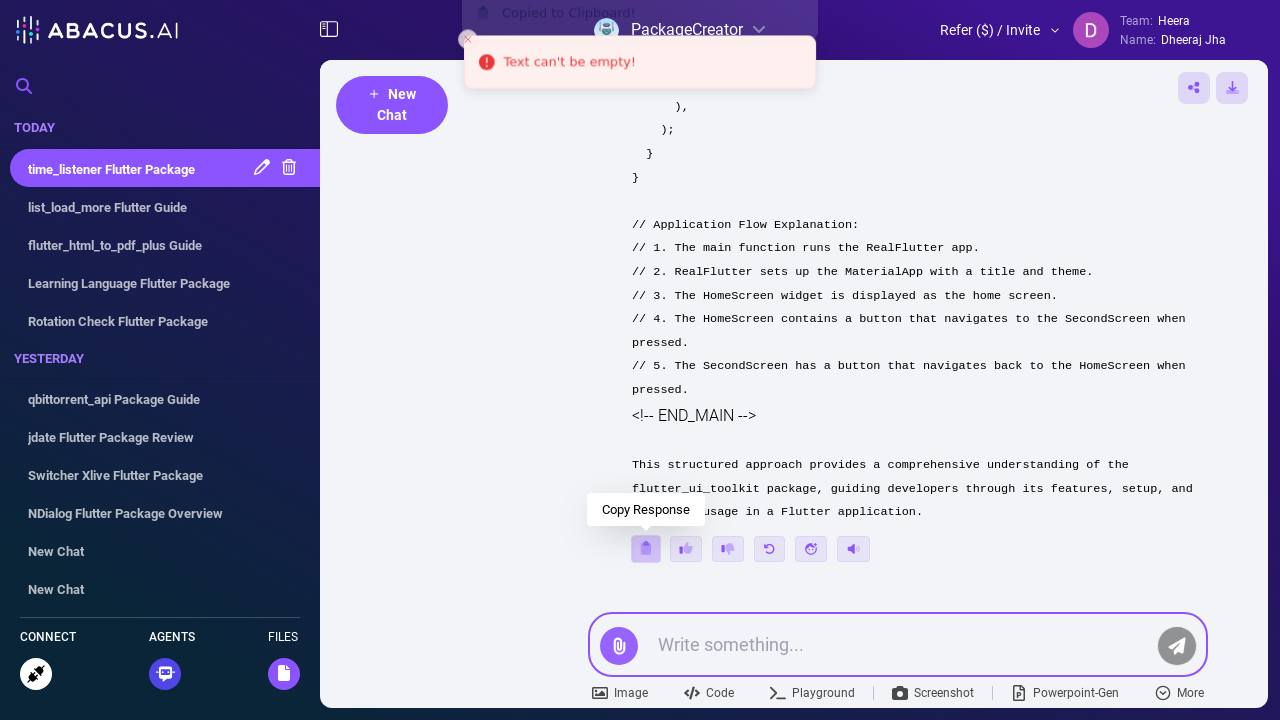 ABACUS.AI
Copied to Clipboard!
PackageCreator
Text can't be empty!
Refer ($) / Invite
D
Team: Heera
Name: Dheeraj Jha
TODAY
time_listener Flutter Package
list_load_more Flutter Guide
flutter_html_to_pdf_plus Guide
Learning Language Flutter Package
Rotation Check Flutter Package
YESTERDAY
qbittorrent_api Package Guide
jdate Flutter Package Review
Switcher Xlive Flutter Package
NDialog Flutter Package Overview
New Chat
New Chat
CONNECT
AGENTS
FILES
+ New
Chat
),
);
}
}
// Application Flow Explanation:
// 1. The main function runs the RealFlutter app.
// 2. RealFlutter sets up the MaterialApp with a title and theme.
// 3. The HomeScreen widget is displayed as the home screen.
// 4. The HomeScreen contains a button that navigates to the SecondScreen when
pressed.
// 5. The SecondScreen has a button that navigates back to the HomeScreen when
pressed.
<!-- END_MAIN -->
This structured approach provides a comprehensive understanding of the
flutter_ui_toolkit package, guiding developers through its features, setup, and
usage in a Flutter application.
Copy Response
Write something...
Image
Code
Playground
Screenshot
Powerpoint-Gen
More